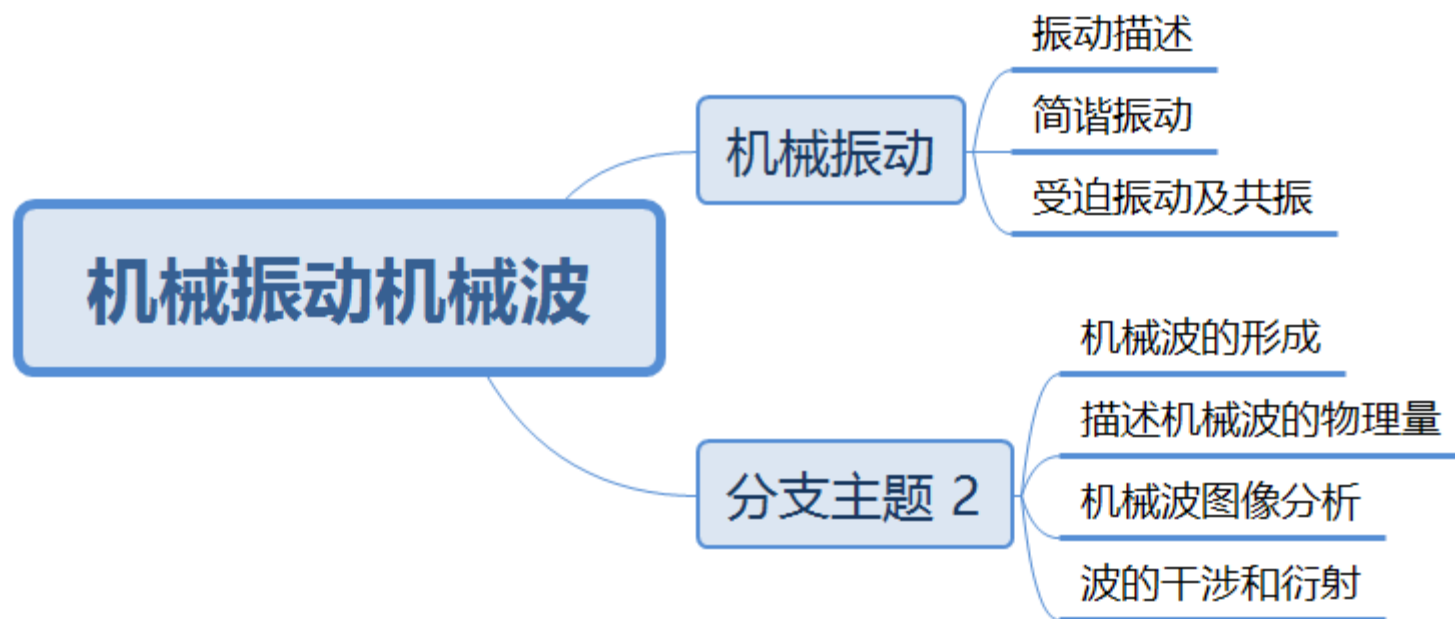 机械振动机械波
机械振动
振动描述
简谐振动
受迫振动及共振
分支主题 2
机械波的形成
描述机械波的物理量
机械波图像分析
波的干涉和衍射